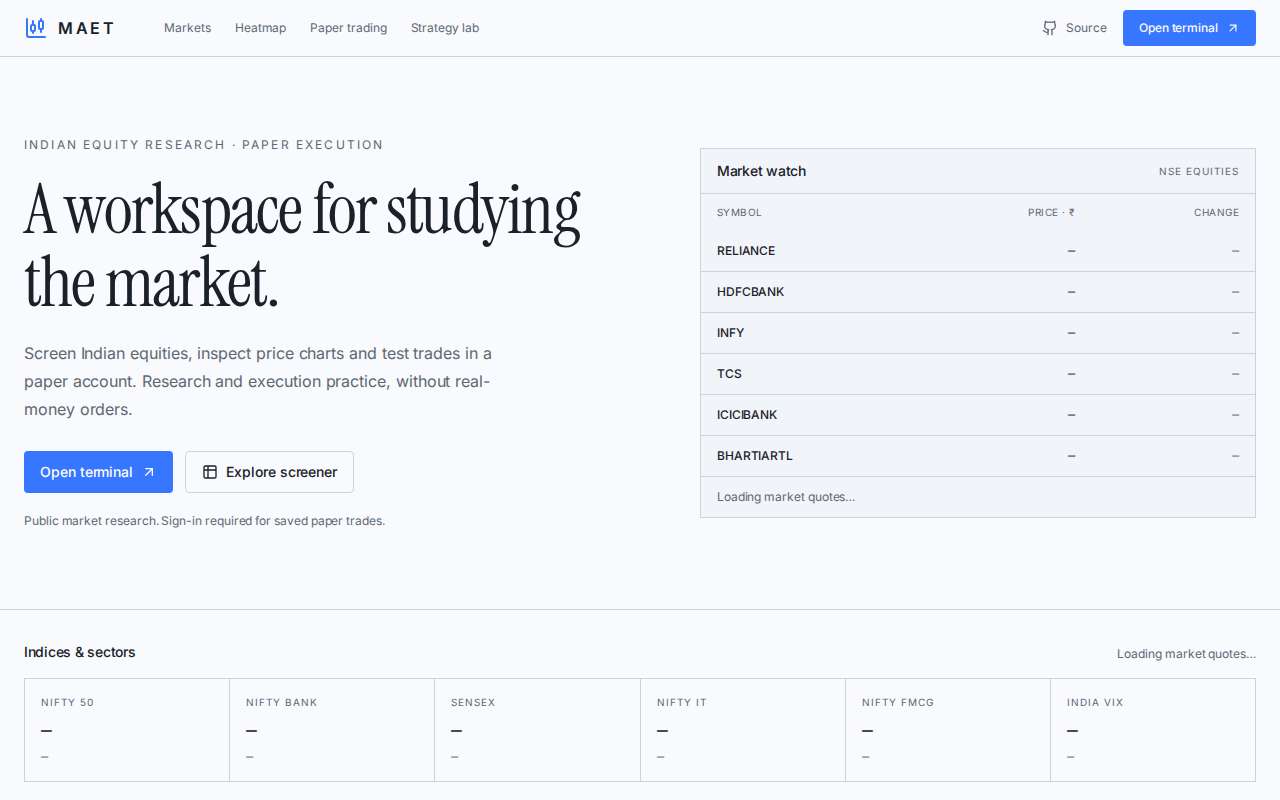 MAET
Markets
Heatmap
Paper trading
Strategy lab
Source
Open terminal
INDIAN EQUITY RESEARCH · PAPER EXECUTION
A workspace for studying
the market.
Screen Indian equities, inspect price charts and test trades in a
paper account. Research and execution practice, without real-
money orders.
Open terminal
Explore screener
Public market research. Sign-in required for saved paper trades.
Market watch
NSE EQUITIES
SYMBOL PRICE · ₹ CHANGE
RELIANCE — —
HDFCBANK — —
INFY — —
TCS — —
ICICIBANK — —
BHARTIARTL — —
Loading market quotes…
Indices & sectors
Loading market quotes…
NIFTY 50
—
—
NIFTY BANK
—
—
SENSEX
—
—
NIFTY IT
—
—
NIFTY FMCG
—
—
INDIA VIX
—
—